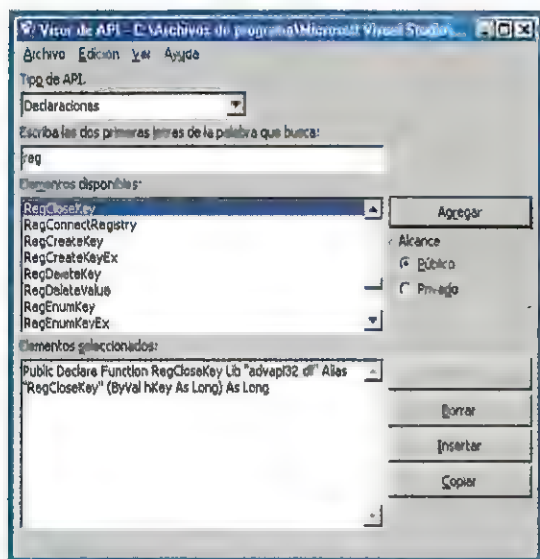 Visor de API - C:\Archivos de programa\Microsoft Visual Studio...
Archivo Edición Ver Ayuda
Tipo de API:
Declaraciones
Escriba las dos primeras letras de la palabra que busca:
reg
Elementos disponibles:
RegCloseKey
RegConnectRegistry
RegCreateKey
RegCreateKeyEx
RegDeleteKey
RegDeleteValue
RegEnumKey
RegEnumKeyEx
Agregar
Alcance
Público
Privado
Elementos seleccionados:
Public Declare Function RegCloseKey Lib "advapi32.dll" Alias
"RegCloseKey" (ByVal hKey As Long) As Long
Borrar
Insertar
Copiar